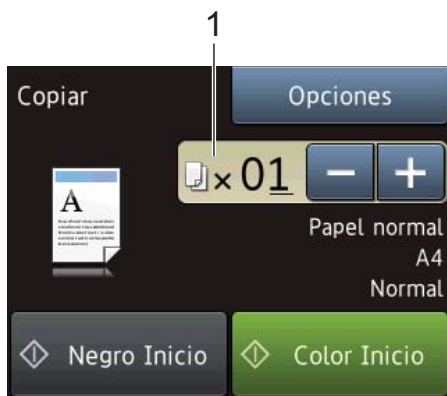 1
Copiar
Opciones
× 01 − +
Papel normal
A4
Normal
A
Negro Inicio
Color Inicio